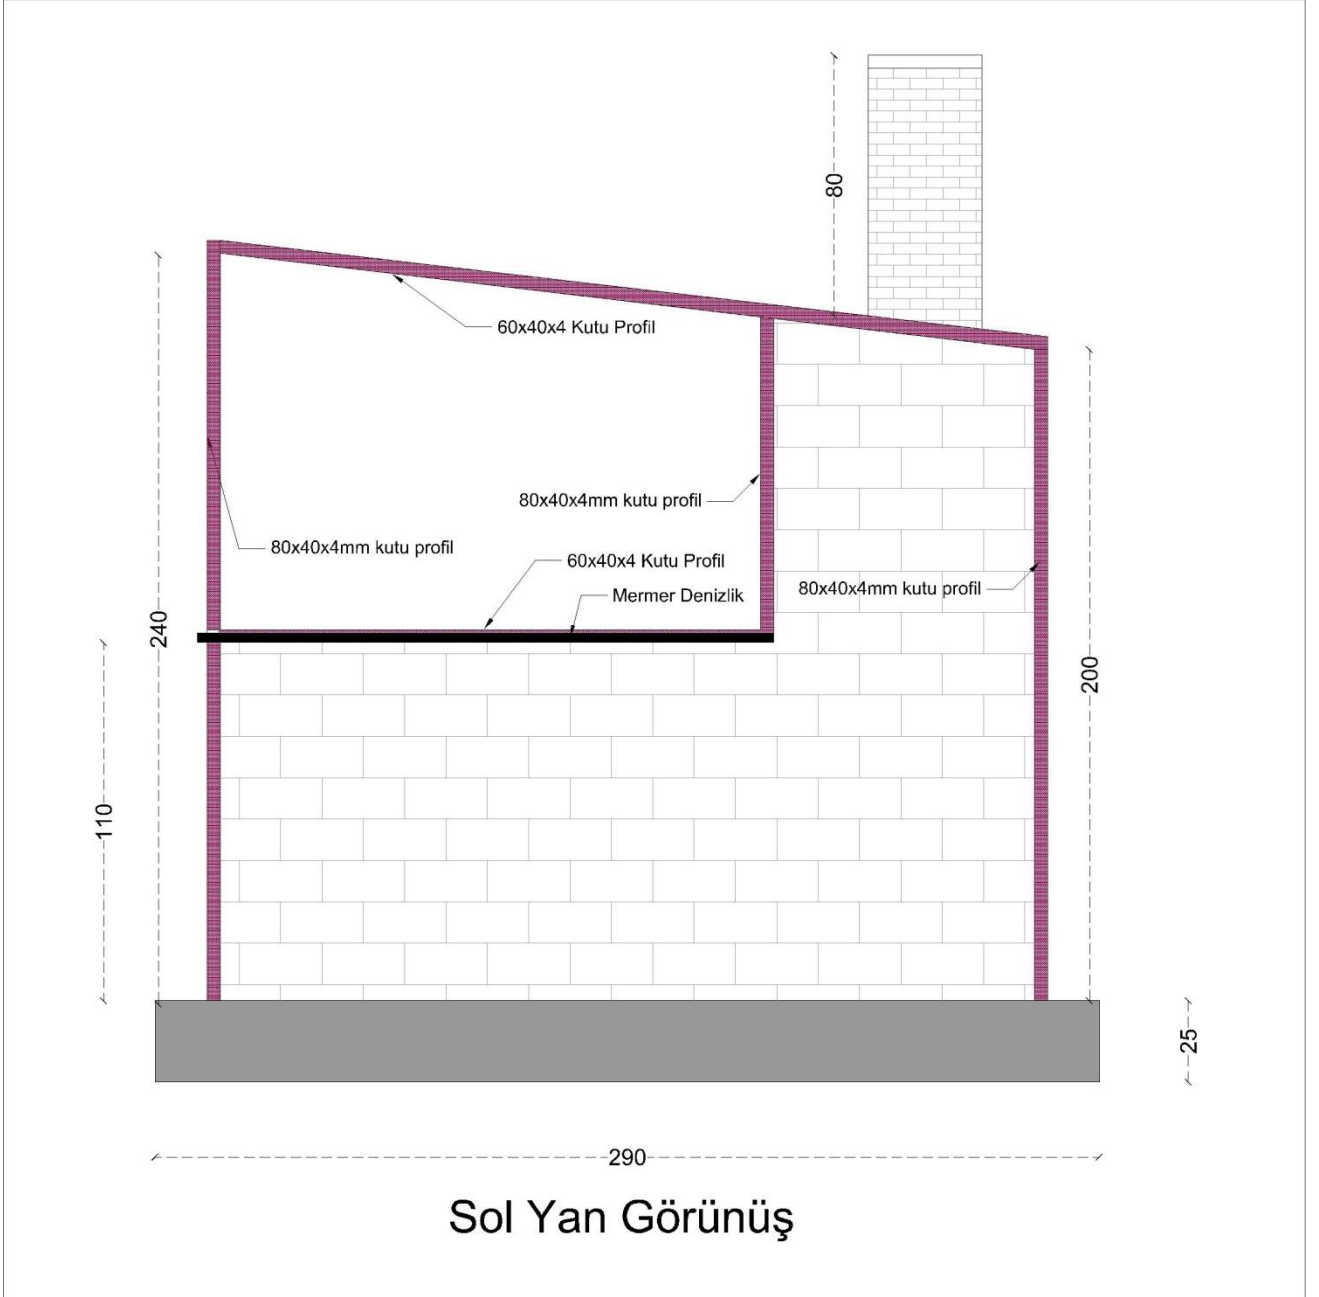 80
60x40x4 Kutu Profil
80x40x4mm kutu profil
80x40x4mm kutu profil
60x40x4 Kutu Profil
80x40x4mm kutu profil
Mermer Denizlik
240
200
110
25
290
Sol Yan Görünüş